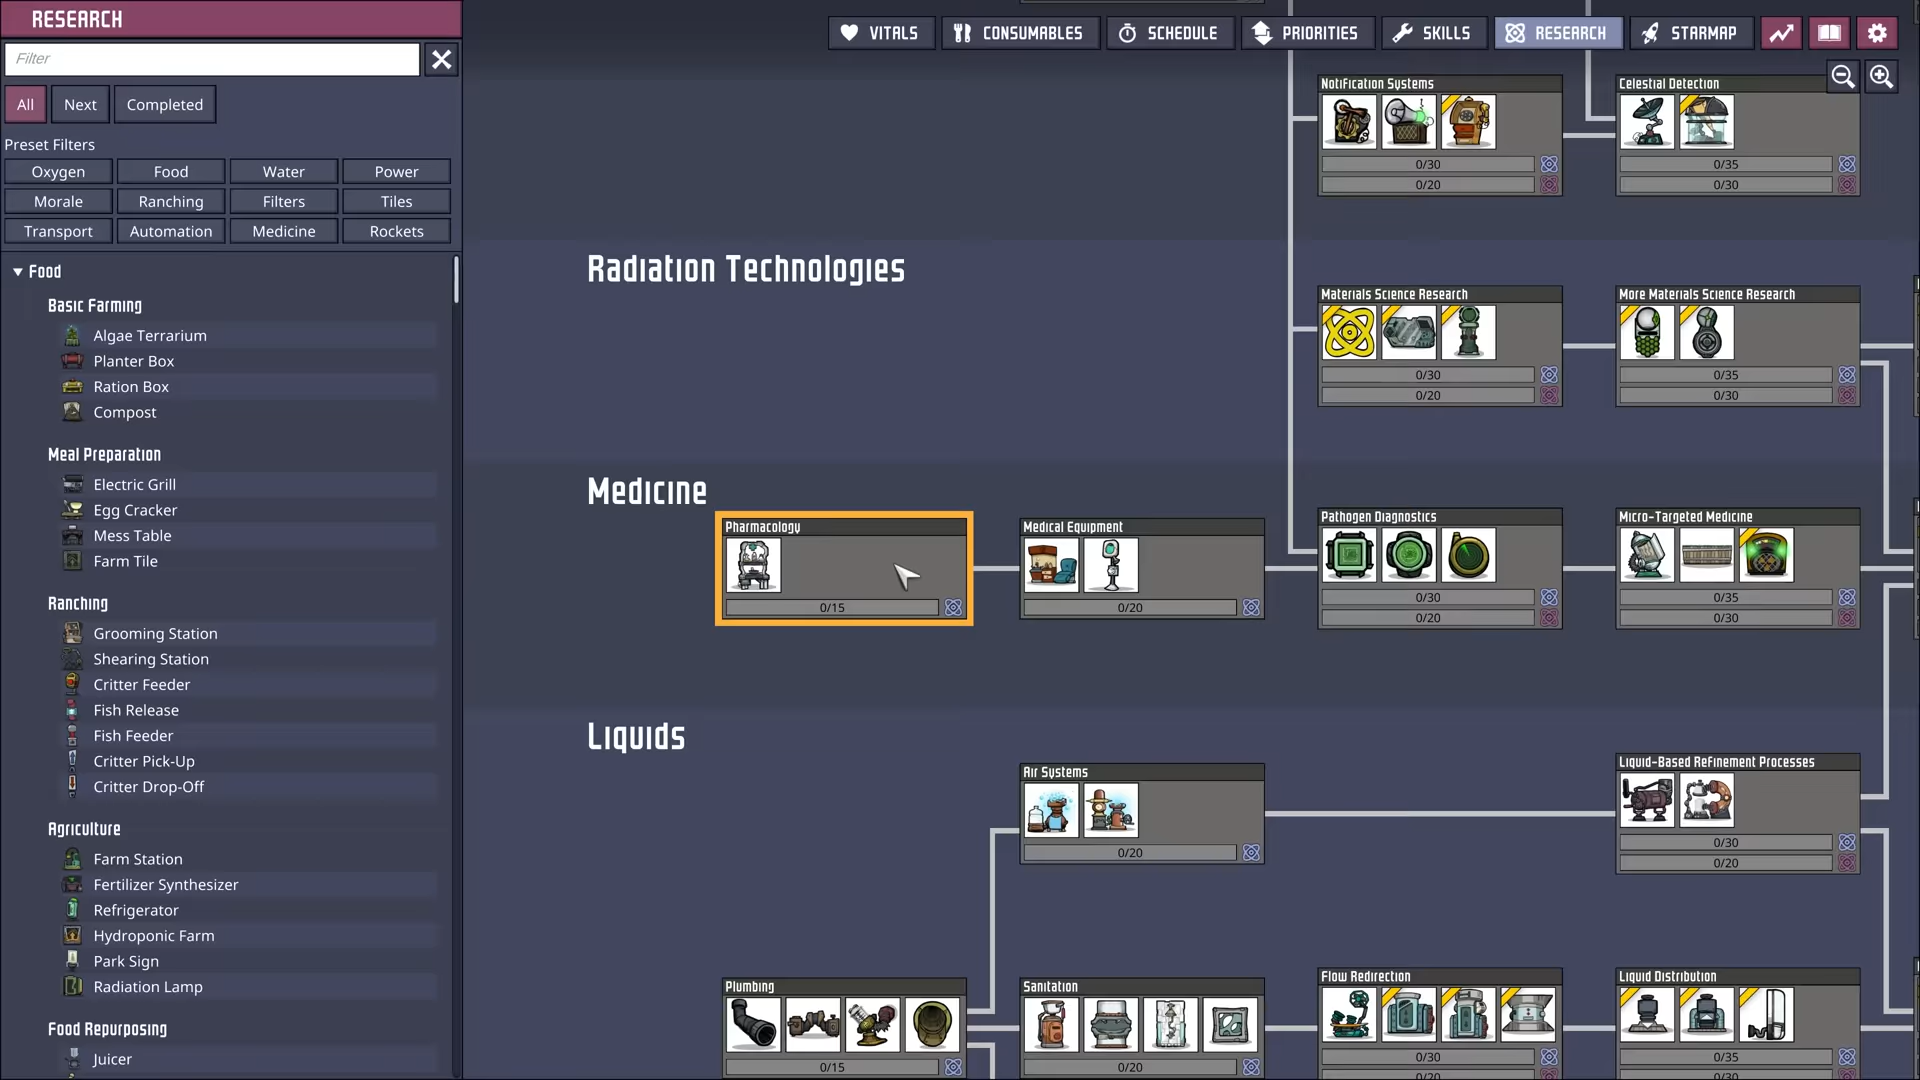 RESEARCH
VITALS
CONSUMABLES
SCHEDULE
PRIORITIES
SKILLS
RESEARCH
STARMAP
Filter
All
Next
Completed
Preset Filters
Oxygen
Food
Water
Power
Morale
Ranching
Filters
Tiles
Transport
Automation
Medicine
Rockets
Food
Basic Farming
Algae Terrarium
Planter Box
Ration Box
Compost
Meal Preparation
Electric Grill
Egg Cracker
Mess Table
Farm Tile
Ranching
Grooming Station
Shearing Station
Critter Feeder
Fish Release
Fish Feeder
Critter Pick-Up
Critter Drop-Off
Agriculture
Farm Station
Fertilizer Synthesizer
Refrigerator
Hydroponic Farm
Park Sign
Radiation Lamp
Food Repurposing
Juicer
Notification Systems
0/30
0/20
Celestial Detection
0/35
0/30
Radiation Technologies
Materials Science Research
0/30
0/20
More Materials Science Research
0/35
0/30
Medicine
Pharmacology
0/15
Medical Equipment
0/20
Pathogen Diagnostics
0/30
0/20
Micro-Targeted Medicine
0/35
0/30
Liquids
Air Systems
0/20
Liquid-Based Refinement Processes
0/30
0/20
Plumbing
0/15
Sanitation
0/20
Flow Redirection
0/30
0/20
Liquid Distribution
0/35
0/30